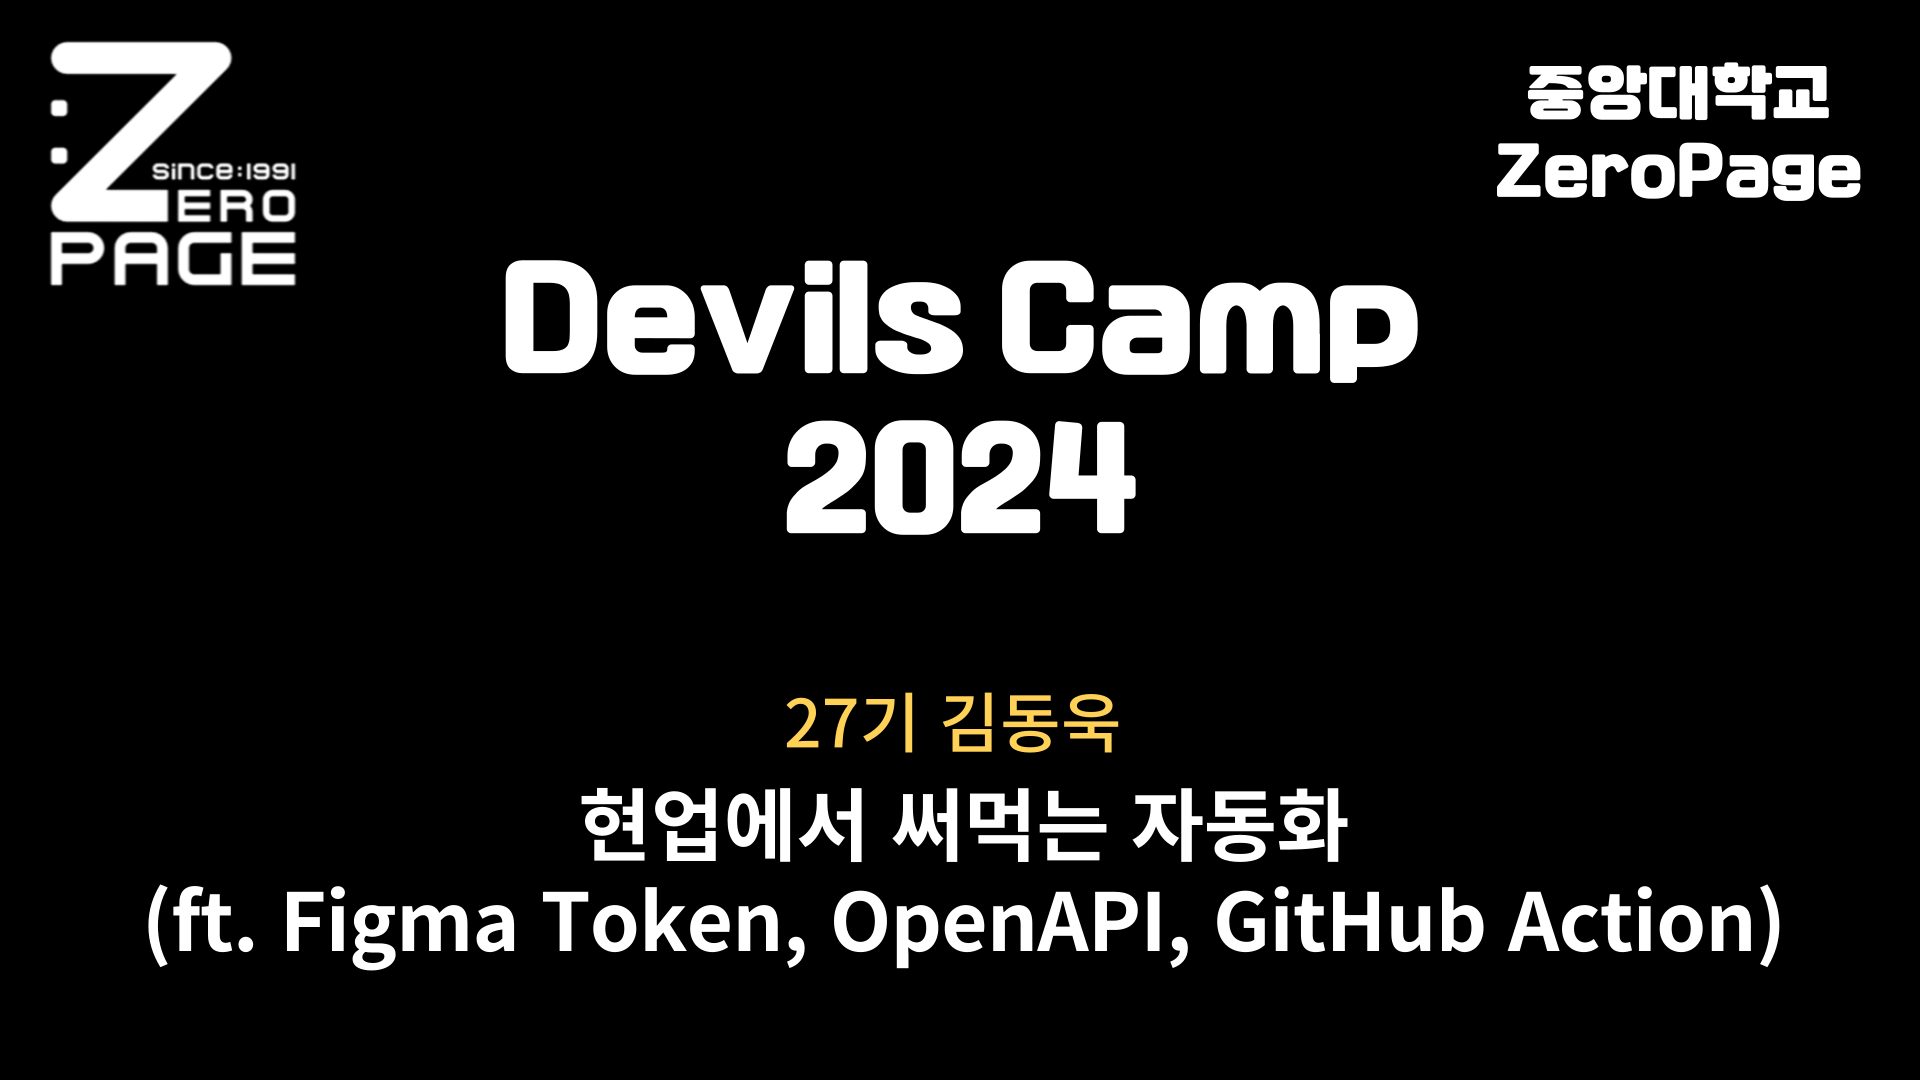 Z
since:1991
ERO
PAGE
중앙대학교
ZeroPage
Devils Camp
2024
27기 김동욱
현업에서 써먹는 자동화
(ft. Figma Token, OpenAPI, GitHub Action)